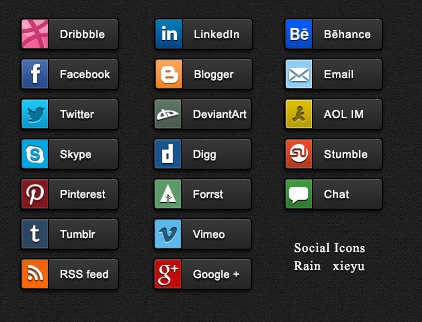 Dribbble
Facebook
Twitter
Skype
Pinterest
Tumblr
RSS feed
LinkedIn
Blogger
DeviantArt
Digg
Forrst
Vimeo
Google +
Bēhance
Email
AOL IM
Stumble
Chat
f
S
t
in
B
d
g+
Bē
Social Icons
Rain xieyu